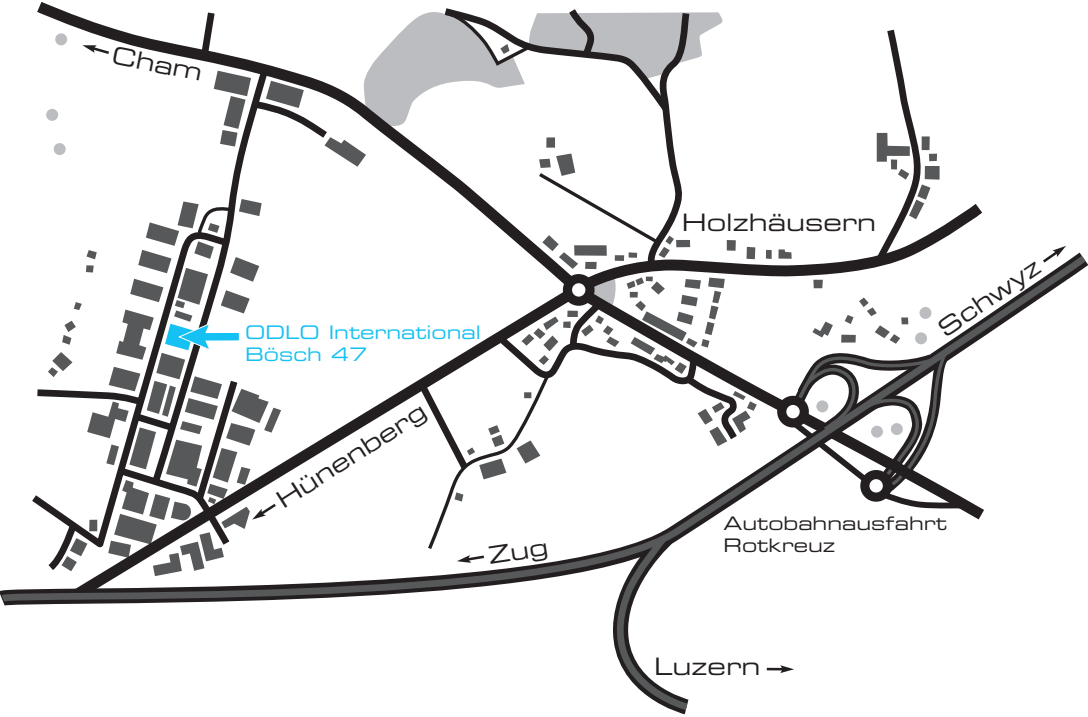 Cham
Holzhäusern
Schwyz
ODLO International
Bösch 47
Hünenberg
Autobahnausfahrt
Rotkreuz
Zug
Luzern